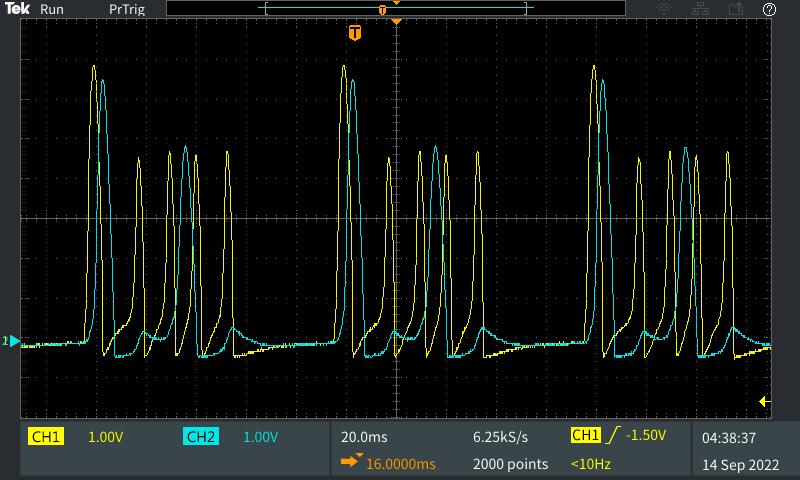 Tek Run PrTrig
T
T
CH1 1.00V CH2 1.00V 20.0ms 6.25kS/s CH1 -1.50V 04:38:37
16.0000ms 2000 points <10Hz 14 Sep 2022